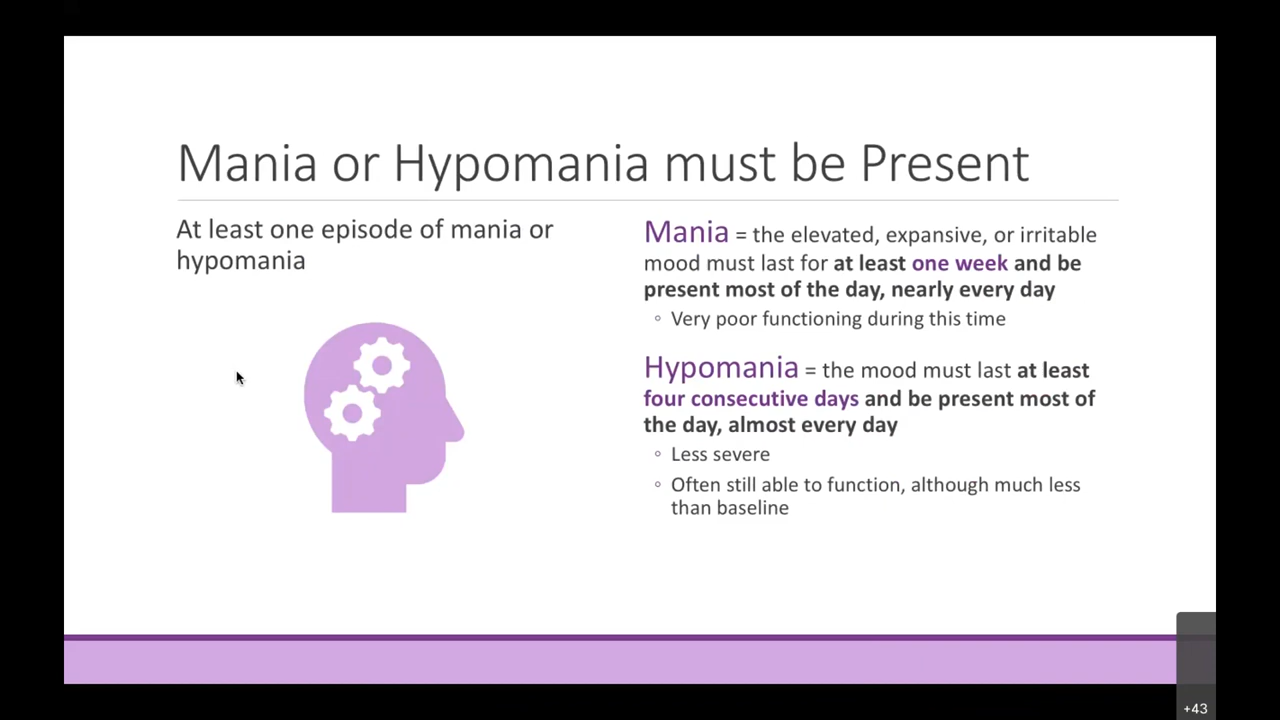 Mania or Hypomania must be Present
At least one episode of mania or
hypomania
Mania = the elevated, expansive, or irritable
mood must last for at least one week and be
present most of the day, nearly every day
◦ Very poor functioning during this time
Hypomania = the mood must last at least
four consecutive days and be present most of
the day, almost every day
◦ Less severe
◦ Often still able to function, although much less
than baseline
+43